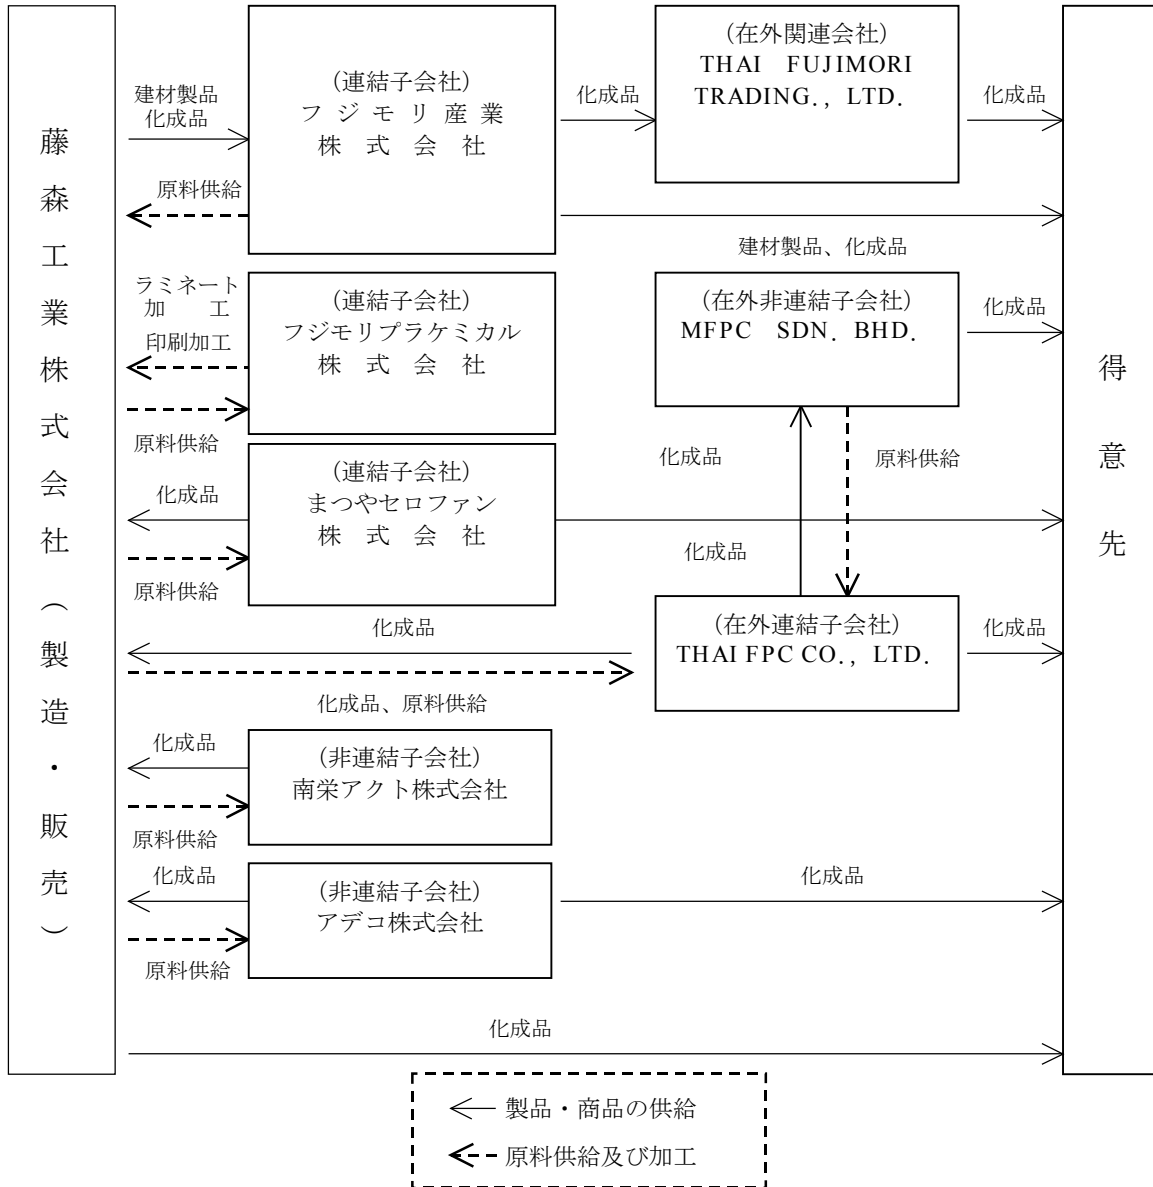 藤森工業株式会社（製造・販売）
建材製品
化成品
原料供給
（連結子会社）
フジモリ産業
株式会社
化成品
（在外関連会社）
THAI FUJIMORI
TRADING., LTD.
化成品
建材製品、化成品
ラミネート
加工
印刷加工
原料供給
（連結子会社）
フジモリプラケミカル
株式会社
（在外非連結子会社）
MFPC SDN. BHD.
化成品
化成品
原料供給
化成品
原料供給
（連結子会社）
まつやセロファン
株式会社
化成品
化成品
化成品、原料供給
（在外連結子会社）
THAI FPC CO., LTD.
化成品
化成品
原料供給
（非連結子会社）
南栄アクト株式会社
化成品
原料供給
（非連結子会社）
アデコ株式会社
化成品
化成品
得意先
製品・商品の供給
原料供給及び加工